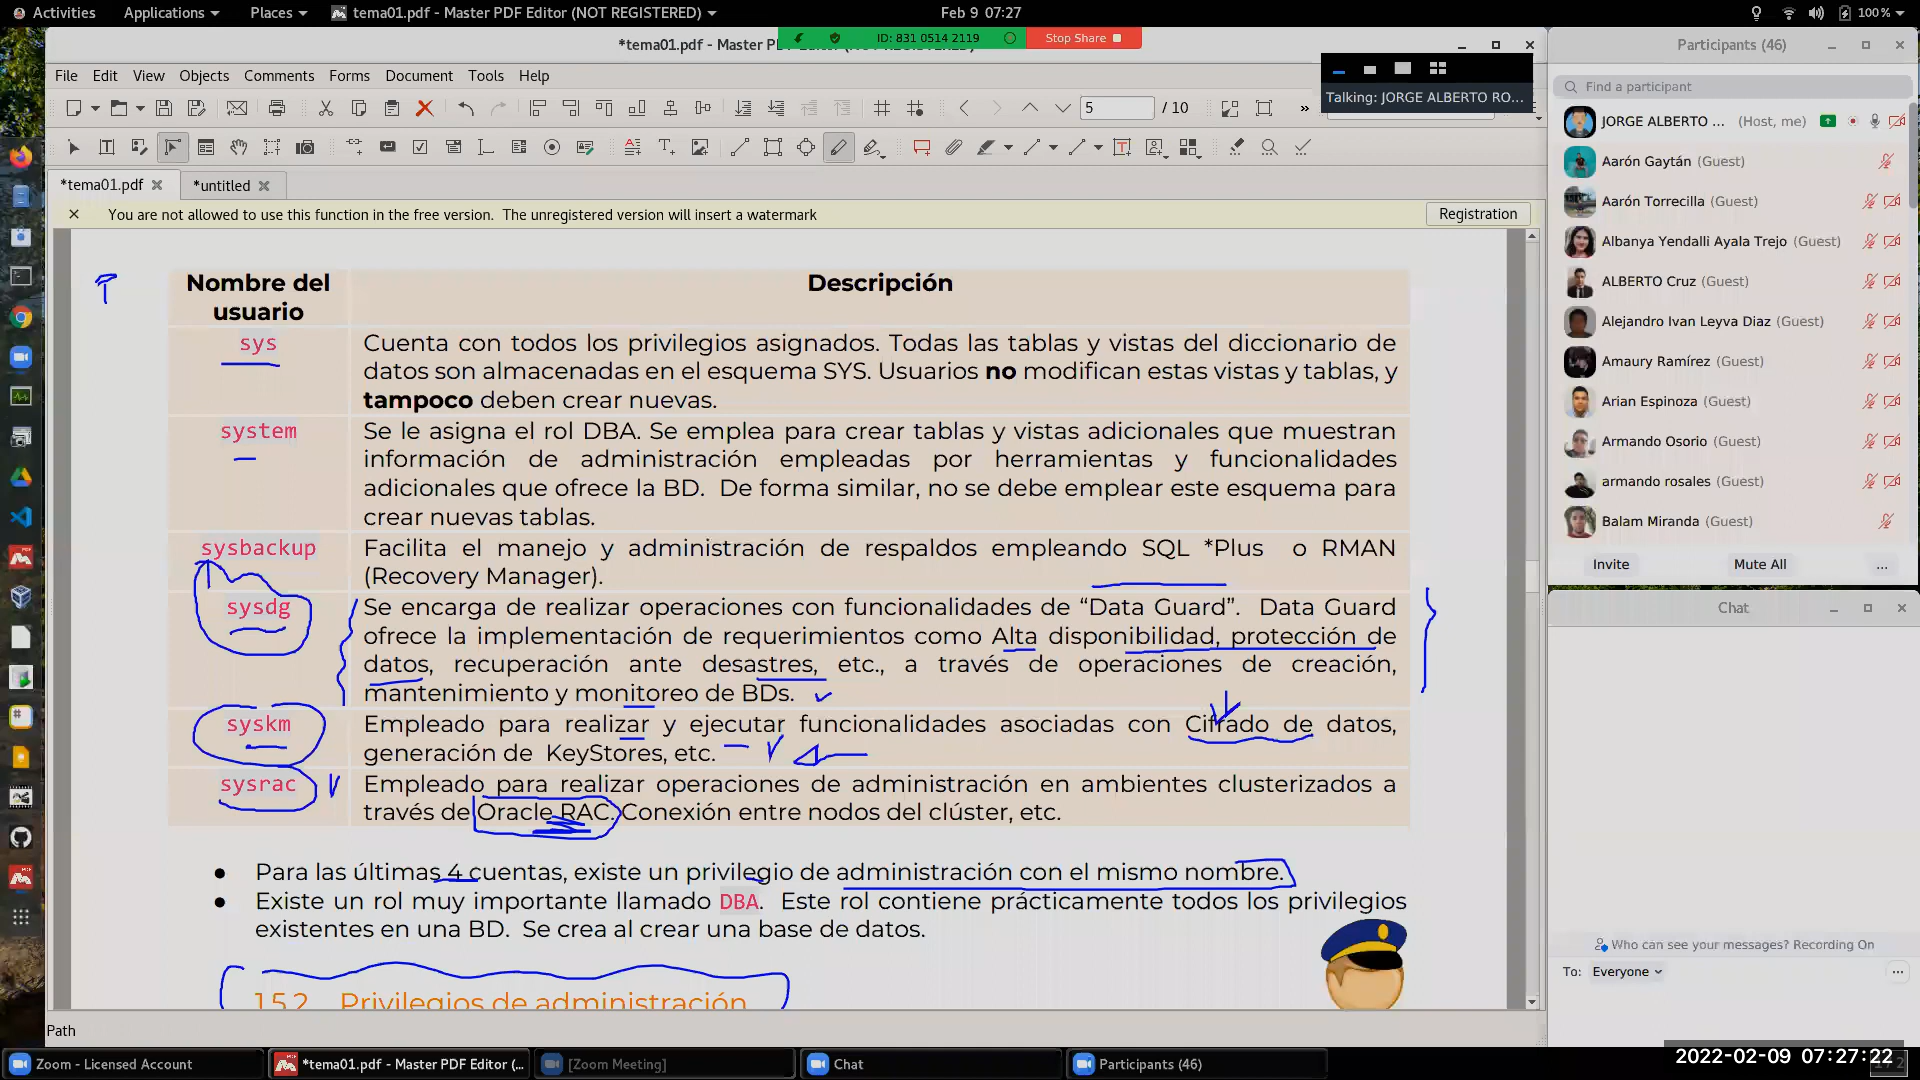 Activities
Applications
Places
tema01.pdf - Master PDF Editor (NOT REGISTERED)
Feb 9 07:27
100%
*tema01.pdf - Master P
ID: 831 0514 2119
Stop Share
Talking: JORGE ALBERTO RO...
File Edit View Objects Comments Forms Document Tools Help
5 / 10
*tema01.pdf
*untitled
You are not allowed to use this function in the free version. The unregistered version will insert a watermark
Registration
Nombre del usuario
Descripción
sys
Cuenta con todos los privilegios asignados. Todas las tablas y vistas del diccionario de
datos son almacenadas en el esquema SYS. Usuarios no modifican estas vistas y tablas, y
tampoco deben crear nuevas.
system
Se le asigna el rol DBA. Se emplea para crear tablas y vistas adicionales que muestran
información de administración empleadas por herramientas y funcionalidades
adicionales que ofrece la BD. De forma similar, no se debe emplear este esquema para
crear nuevas tablas.
sysbackup
Facilita el manejo y administración de respaldos empleando SQL *Plus o RMAN
(Recovery Manager).
sysdg
Se encarga de realizar operaciones con funcionalidades de “Data Guard”. Data Guard
ofrece la implementación de requerimientos como Alta disponibilidad, protección de
datos, recuperación ante desastres, etc., a través de operaciones de creación,
mantenimiento y monitoreo de BDs.
syskm
Empleado para realizar y ejecutar funcionalidades asociadas con Cifrado de datos,
generación de KeyStores, etc.
sysrac
Empleado para realizar operaciones de administración en ambientes clusterizados a
través de Oracle RAC. Conexión entre nodos del clúster, etc.
● Para las últimas 4 cuentas, existe un privilegio de administración con el mismo nombre.
● Existe un rol muy importante llamado DBA. Este rol contiene prácticamente todos los privilegios
existentes en una BD. Se crea al crear una base de datos.
1.5.2 Privilegios de administración
Path
Participants (46)
Find a participant
JORGE ALBERTO ... (Host, me)
Aarón Gaytán (Guest)
Aarón Torrecilla (Guest)
Albanya Yendalli Ayala Trejo (Guest)
ALBERTO Cruz (Guest)
Alejandro Ivan Leyva Diaz (Guest)
Amaury Ramírez (Guest)
Arian Espinoza (Guest)
Armando Osorio (Guest)
armando rosales (Guest)
Balam Miranda (Guest)
Invite
Mute All
...
Chat
Who can see your messages? Recording On
To: Everyone
Zoom - Licensed Account
*tema01.pdf - Master PDF Editor (...
[Zoom Meeting]
Chat
Participants (46)
2022-02-09 07:27:22